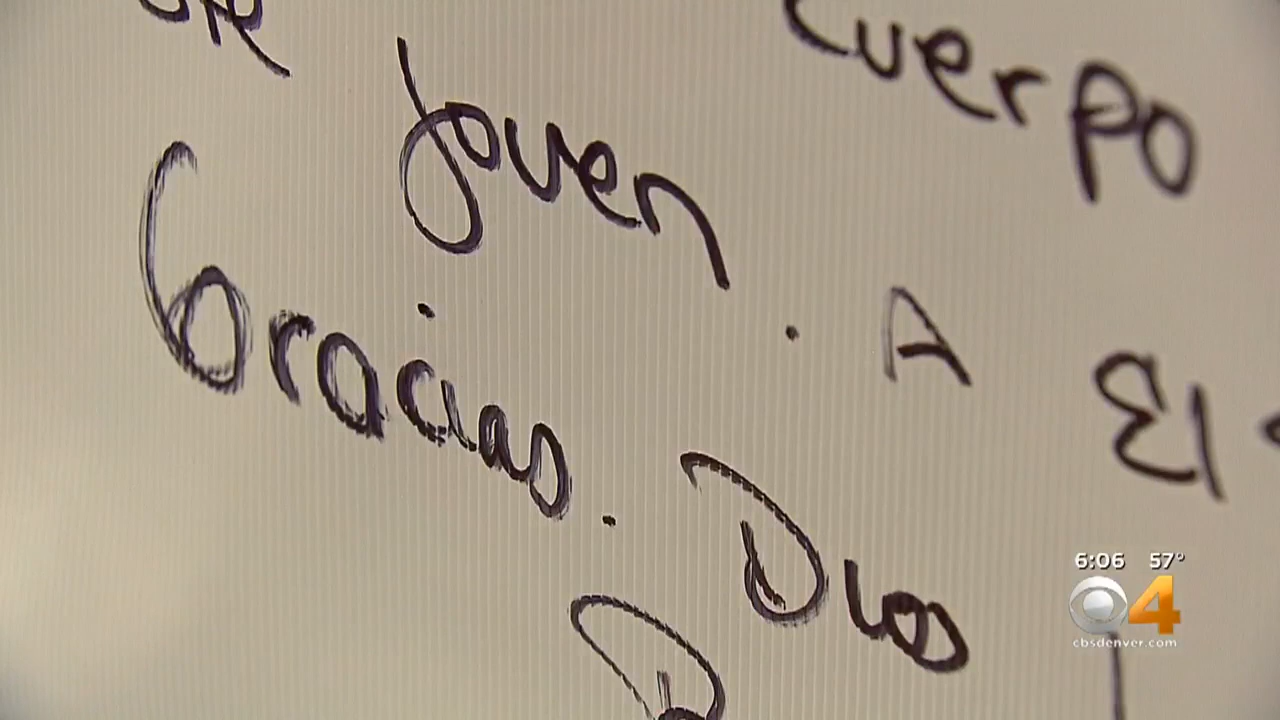 Cuerpo
joven . A El
Gracias . Dios
6:06 57°
4
cbsdenver.com